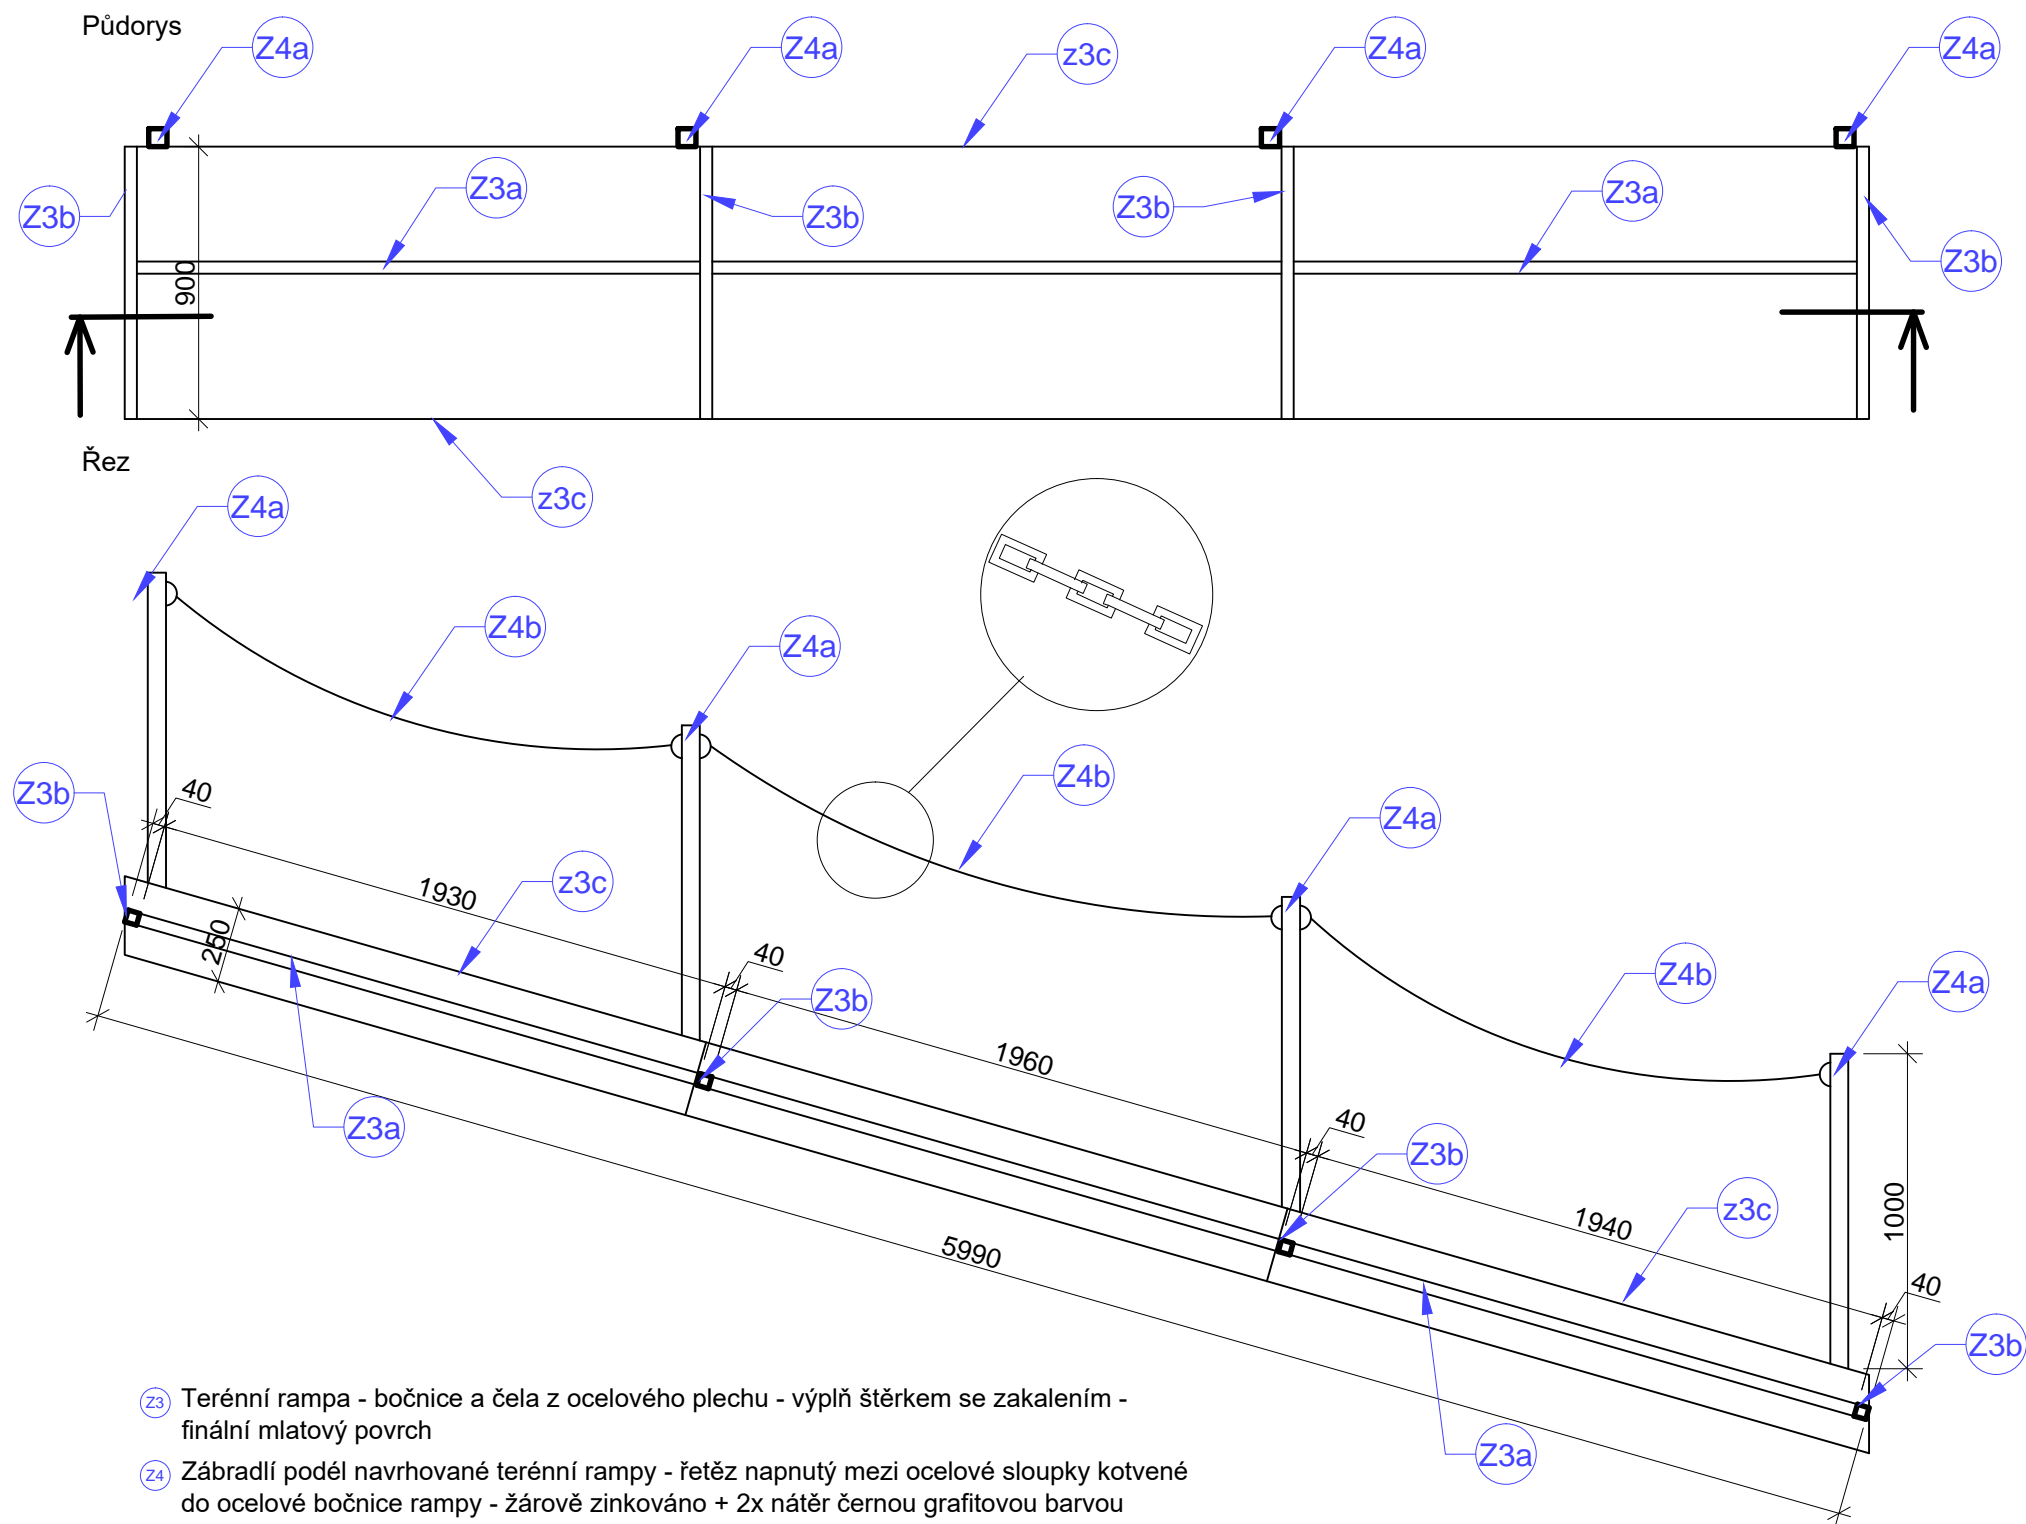 Půdorys
Z4a
Z4a
z3c
Z4a
Z4a
Z3a
Z3b
Z3b
Z3b
Z3a
Z3b
900
Řez
z3c
Z4a
Z4b
Z4a
Z4b
Z3b
40
Z4a
1930
z3c
250
40
Z3b
Z4b
Z4a
1960
Z3a
40
Z3b
1940
z3c
1000
5990
40
Z3b
Z3a
Z3 Terénní rampa - bočnice a čela z ocelového plechu - výplň štěrkem se zakalením -
finální mlatový povrch
Z4 Zábradlí podél navrhované terénní rampy - řetěz napnutý mezi ocelové sloupky kotvené
do ocelové bočnice rampy - žárově zinkováno + 2x nátěr černou grafitovou barvou